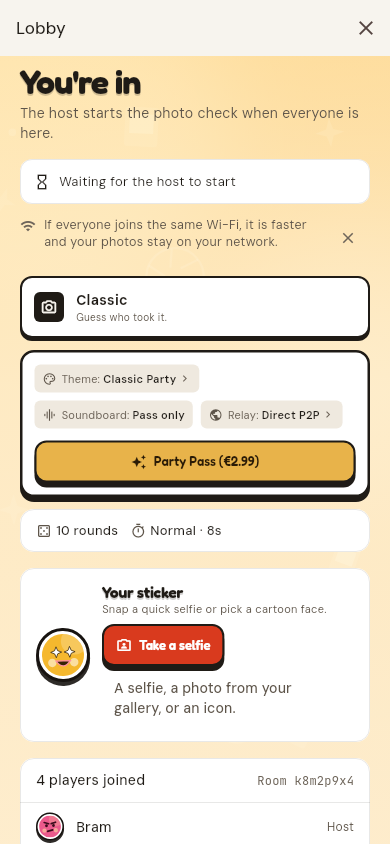 Lobby
You're in
The host starts the photo check when everyone is
here.
Waiting for the host to start
If everyone joins the same Wi-Fi, it is faster
and your photos stay on your network.
Classic
Guess who took it.
Theme: Classic Party
Soundboard: Pass only
Relay: Direct P2P
Party Pass (€2.99)
10 rounds
Normal · 8s
Your sticker
Snap a quick selfie or pick a cartoon face.
Take a selfie
A selfie, a photo from your
gallery, or an icon.
4 players joined
Room k8m2p9x4
Bram
Host